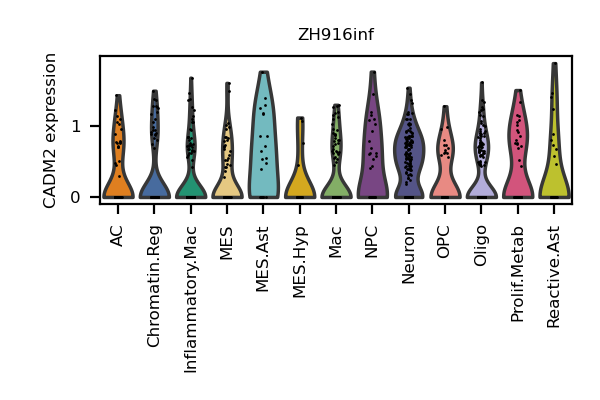 ZH916inf
CADM2 expression
1
0
AC
Chromatin.Reg
Inflammatory.Mac
MES
MES.Ast
MES.Hyp
Mac
NPC
Neuron
OPC
Oligo
Prolif.Metab
Reactive.Ast